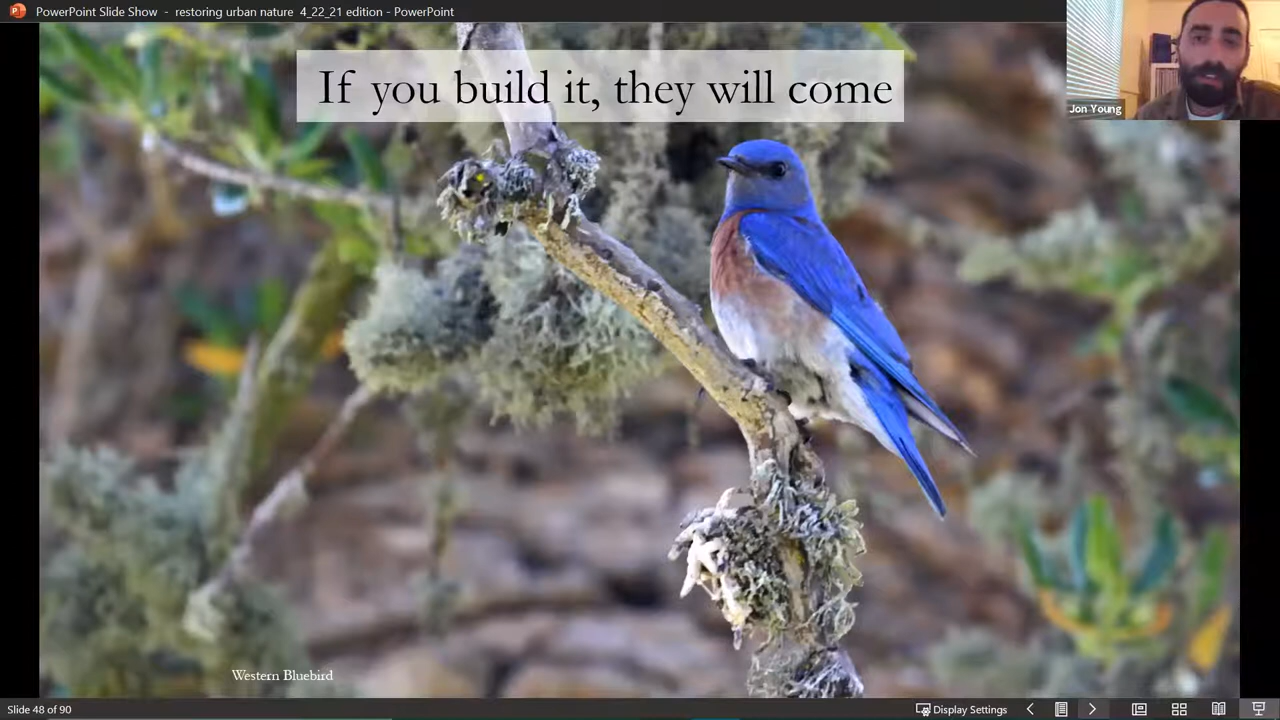 PowerPoint Slide Show - restoring urban nature 4_22_21 edition - PowerPoint
If you build it, they will come
Jon Young
Western Bluebird
Slide 48 of 90
Display Settings